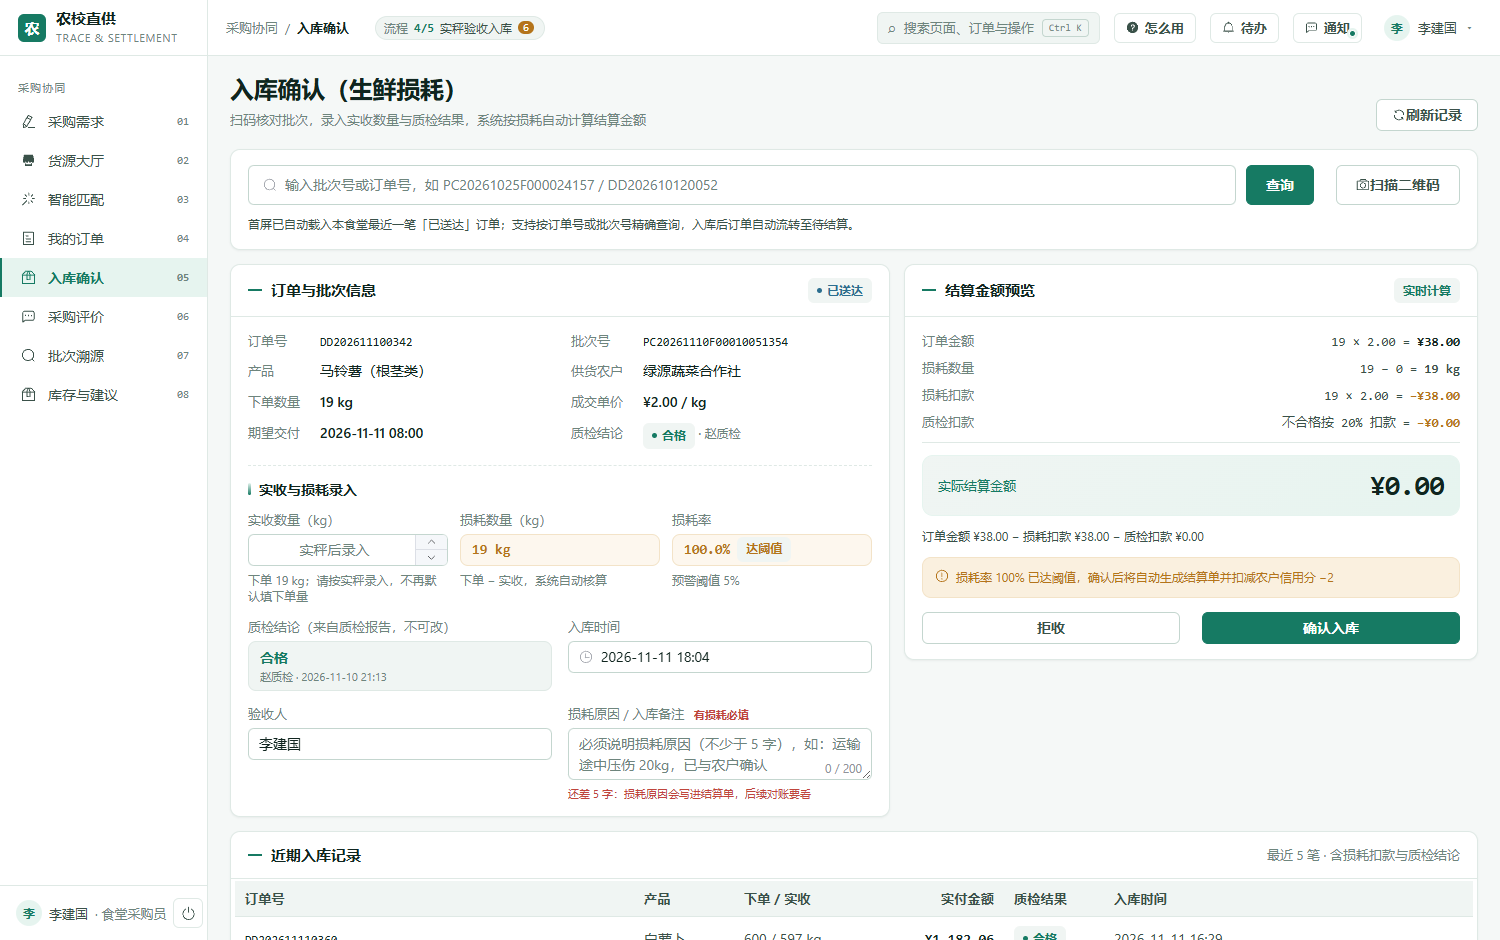 农 农校直供
TRACE & SETTLEMENT
采购协同 / 入库确认
流程 4/5 实秤验收入库 6
搜索页面、订单与操作 Ctrl K
怎么用
待办
通知
李 李建国
采购协同
采购需求 01
货源大厅 02
智能匹配 03
我的订单 04
入库确认 05
采购评价 06
批次溯源 07
库存与建议 08
李 李建国 · 食堂采购员
入库确认（生鲜损耗）
扫码核对批次，录入实收数量与质检结果，系统按损耗自动计算结算金额
刷新记录
输入批次号或订单号，如 PC20261025F000024157 / DD202610120052
查询
扫描二维码
首屏已自动载入本食堂最近一笔「已送达」订单；支持按订单号或批次号精确查询，入库后订单自动流转至待结算。
订单与批次信息
已送达
订单号 DD202611100342
批次号 PC20261110F00010051354
产品 马铃薯（根茎类）
供货农户 绿源蔬菜合作社
下单数量 19 kg
成交单价 ¥2.00 / kg
期望交付 2026-11-11 08:00
质检结论 合格 · 赵质检
实收与损耗录入
实收数量（kg）
损耗数量（kg）
损耗率
实秤后录入
19 kg
100.0% 达阈值
下单 19 kg；请按实秤录入，不再默
认填下单量
下单 − 实收，系统自动核算
预警阈值 5%
质检结论（来自质检报告，不可改）
入库时间
合格
赵质检 · 2026-11-10 21:13
2026-11-11 18:04
验收人
损耗原因 / 入库备注 有损耗必填
李建国
必须说明损耗原因（不少于 5 字），如：运输
途中压伤 20kg，已与农户确认
0 / 200
还差 5 字：损耗原因会写进结算单，后续对账要看
结算金额预览
实时计算
订单金额 19 × 2.00 = ¥38.00
损耗数量 19 − 0 = 19 kg
损耗扣款 19 × 2.00 = −¥38.00
质检扣款 不合格按 20% 扣款 = −¥0.00
实际结算金额 ¥0.00
订单金额 ¥38.00 − 损耗扣款 ¥38.00 − 质检扣款 ¥0.00
损耗率 100% 已达阈值，确认后将自动生成结算单并扣减农户信用分 −2
拒收
确认入库
近期入库记录
最近 5 笔 · 含损耗扣款与质检结论
订单号 产品 下单 / 实收 实付金额 质检结果 入库时间
DD202611110360 白萝卜 600 / 597 kg ¥1,182.06 合格 2026-11-11 16:29